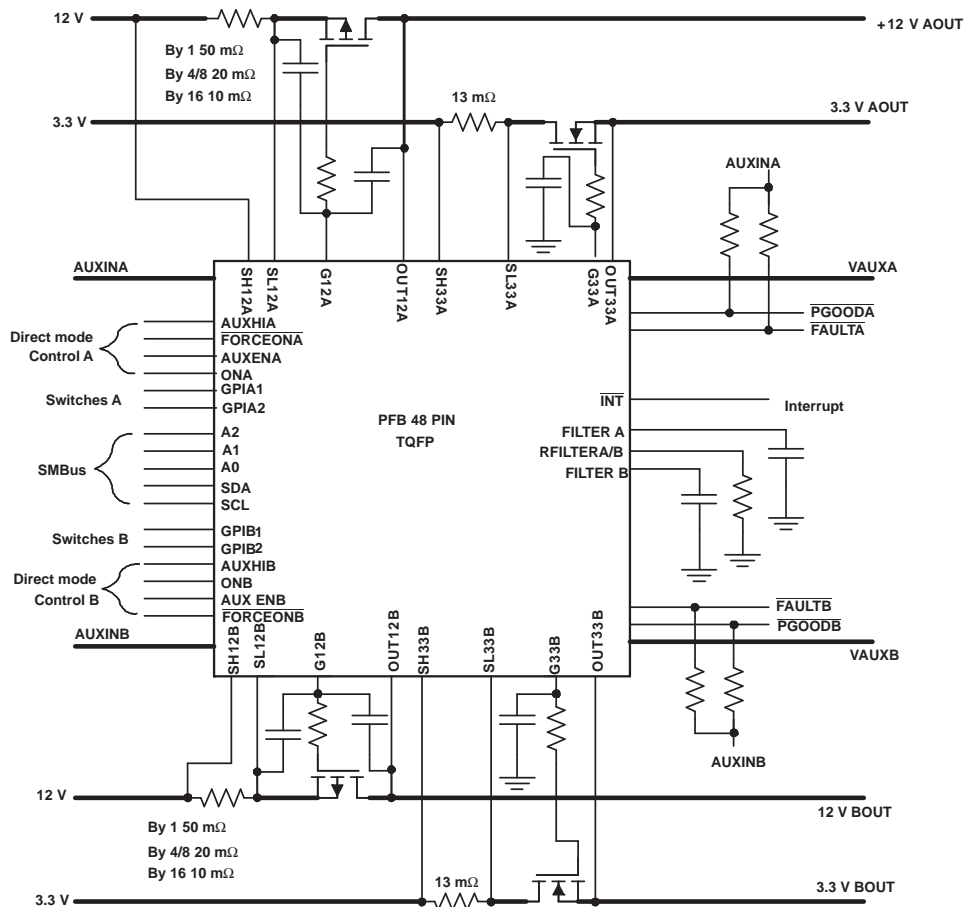 12 V
+12 V AOUT
By 1 50 mΩ
By 4/8 20 mΩ
By 16 10 mΩ
13 mΩ
3.3 V
3.3 V AOUT
AUXINA
AUXINA
VAUXA
SH12A
SL12A
G12A
OUT12A
SH33A
SL33A
G33A
OUT33A
PGOODA
FAULTA
Direct mode
Control A
AUXHIA
FORCEONA
AUXENA
ONA
Switches A
GPIA1
GPIA2
INT
Interrupt
PFB 48 PIN
TQFP
FILTER A
RFILTERA/B
FILTER B
SMBus
A2
A1
A0
SDA
SCL
Switches B
GPIB1
GPIB2
Direct mode
Control B
AUXHIB
ONB
AUX ENB
FORCEONB
FAULTB
PGOODB
AUXINB
VAUXB
SH12B
SL12B
G12B
OUT12B
SH33B
SL33B
G33B
OUT33B
AUXINB
12 V
12 V BOUT
By 1 50 mΩ
By 4/8 20 mΩ
By 16 10 mΩ
13 mΩ
3.3 V
3.3 V BOUT